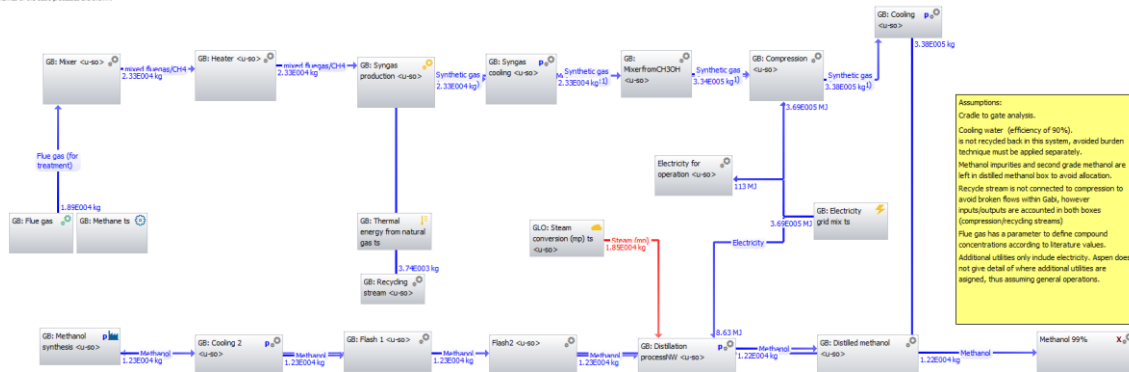 GB: Cooling <u-so>
3.38E005 kg
GB: Mixer <u-so>
mixed fluegas/CH4
2.33E004 kg
GB: Heater <u-so>
mixed fluegas/CH4
2.33E004 kg
GB: Syngas
production <u-so>
Synthetic gas
2.33E004 kg
GB: Syngas
cooling <u-so>
Synthetic gas
2.33E004 kg
GB:
MixerfromCH3OH
<u-so>
Synthetic gas
3.34E005 kg
GB: Compression
<u-so>
Synthetic gas
3.38E005 kg
3.69E005 MJ
Flue gas (for
treatment)
1.89E004 kg
GB: Flue gas
GB: Methane ts
GB: Thermal
energy from natural
gas ts
3.74E003 kg
GB: Recycling
stream <u-so>
Electricity for
operation <u-so>
113 MJ
GLO: Steam
conversion (mp) ts
<u-so>
Steam (mp)
1.85E004 kg
GB: Electricity
grid mix ts
3.69E005 MJ
Electricity
8.63 MJ
Assumptions:
Cradle to gate analysis.
Cooling water (efficiency of 90%).
is not recycled back in this system, avoided burden
technique must be applied separately.
Methanol impurities and second grade methanol are
left in distilled methanol box to avoid allocation.
Recycle stream is not connected to compression to
avoid broken flows within Gabi, however
inputs/outputs are accounted in both boxes
(compression/recycling streams)
Flue gas has a parameter to define compound
concentrations according to literature values.
Additional utilities only include electricity. Aspen does
not give detail of where additional utilities are
asigned, thus assuming general operations.
GB: Methanol
synthesis <u-so>
Methanol
1.23E004 kg
GB: Cooling 2
<u-so>
Methanol
1.23E004 kg
GB: Flash 1 <u-so>
Methanol
1.23E004 kg
Flash2 <u-so>
Methanol
1.23E004 kg
GB: Distillation
processNW <u-so>
Methanol
1.22E004 kg
GB: Distilled methanol
<u-so>
Methanol
1.22E004 kg
Methanol 99%